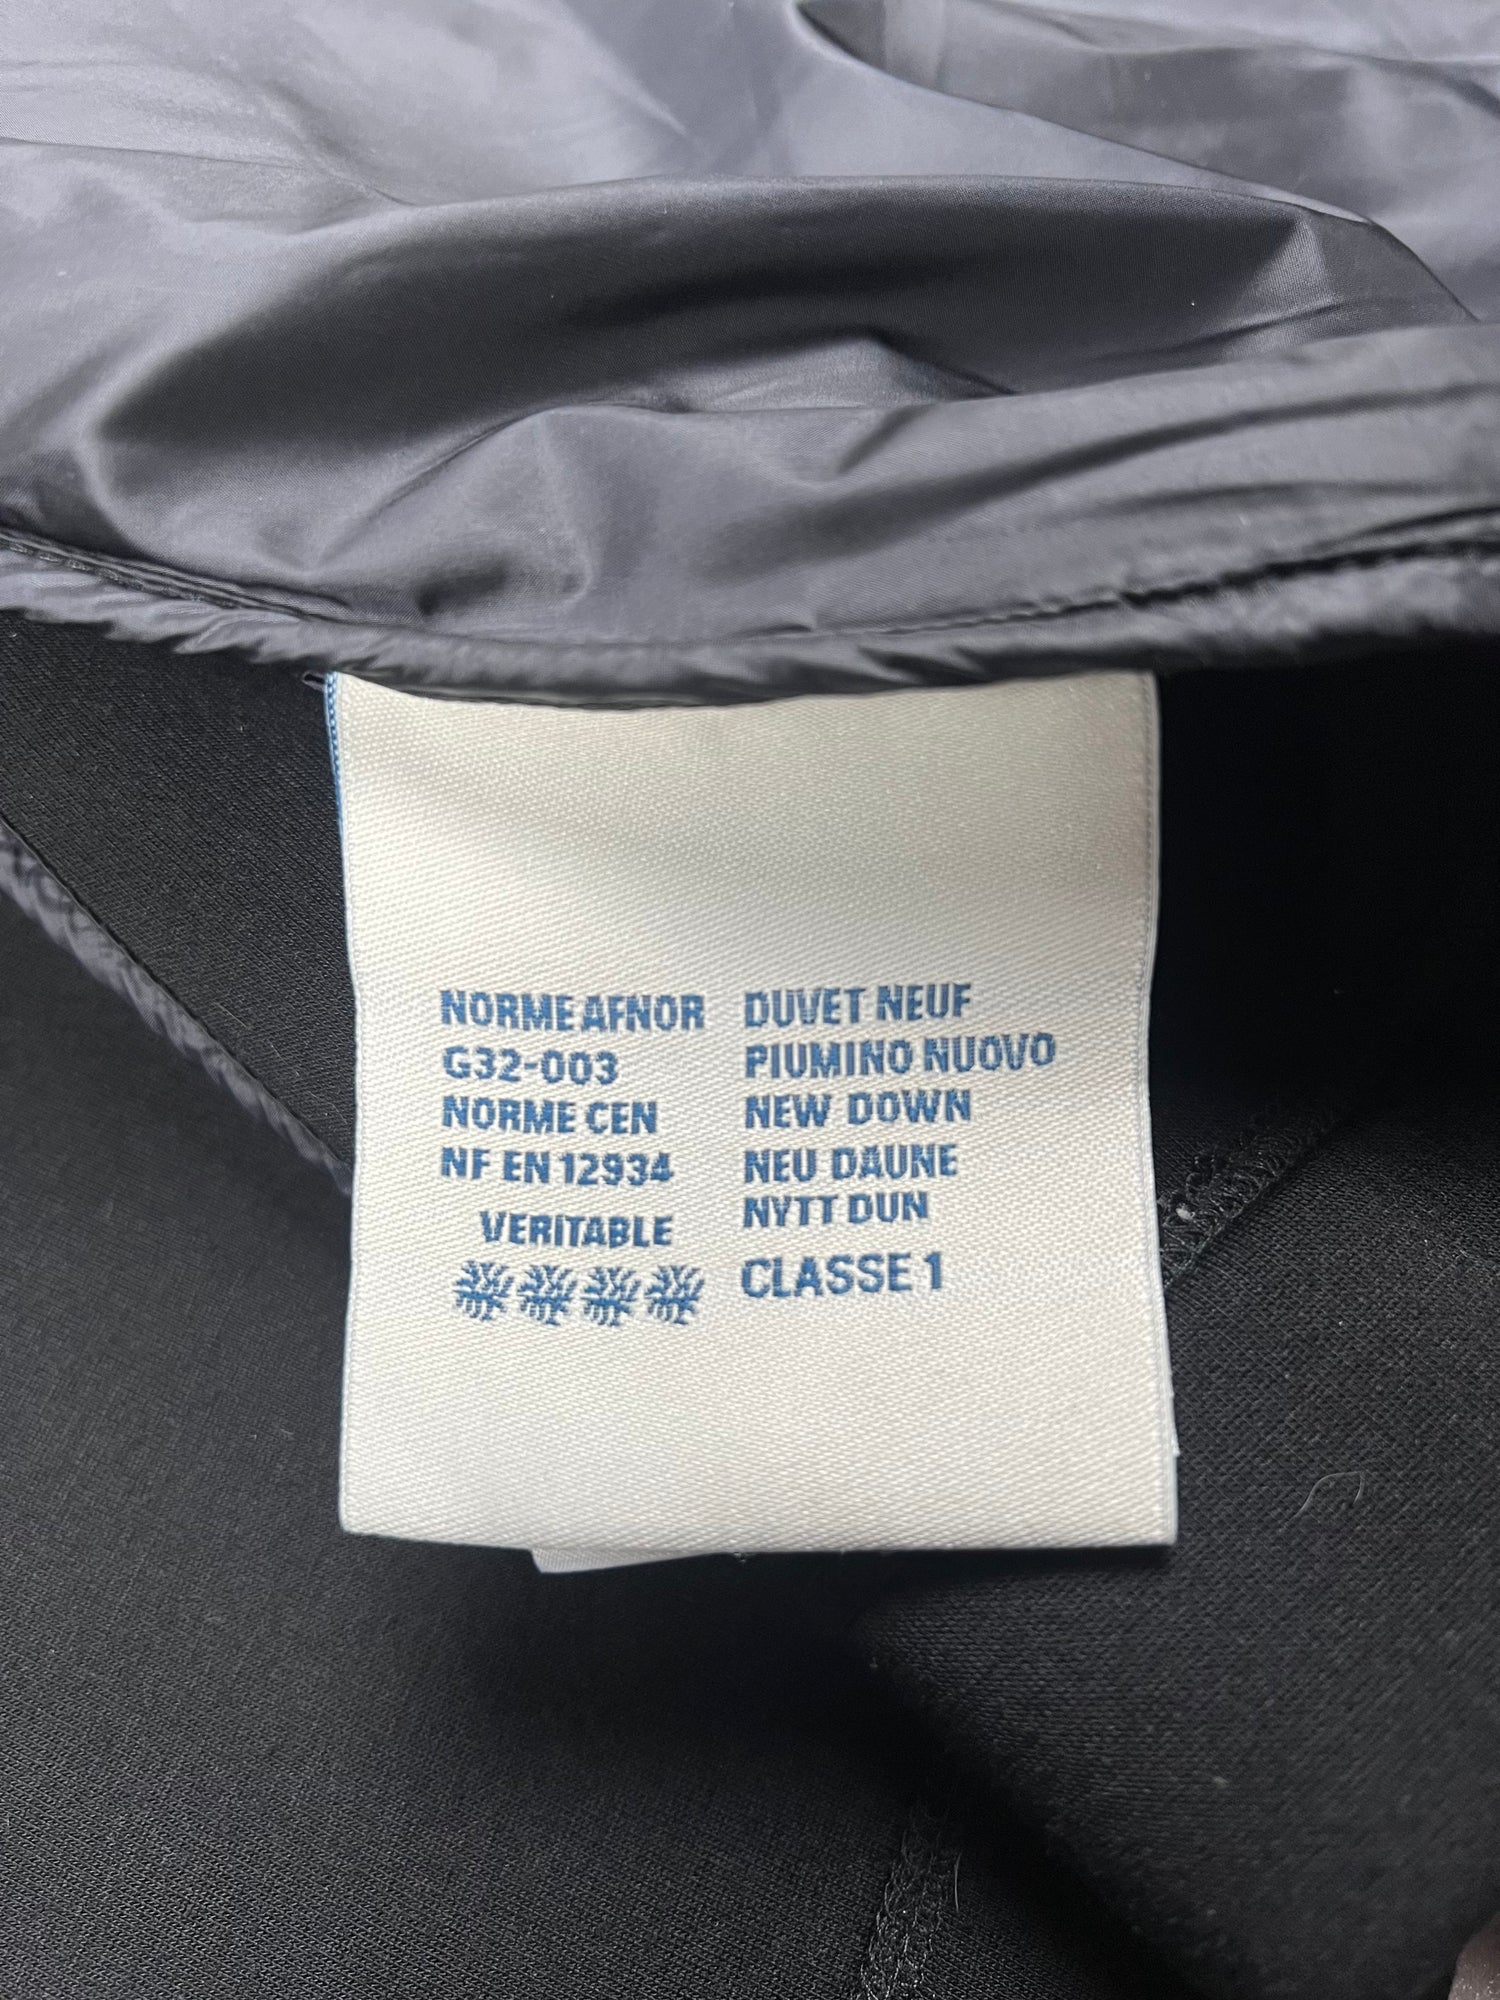 NORME AFNOR
G32-003
NORME CEN
NF EN 12934
VERITABLE
DUVET NEUF
PIUMINO NUOVO
NEW DOWN
NEU DAUNE
NYTT DUN
CLASSE 1